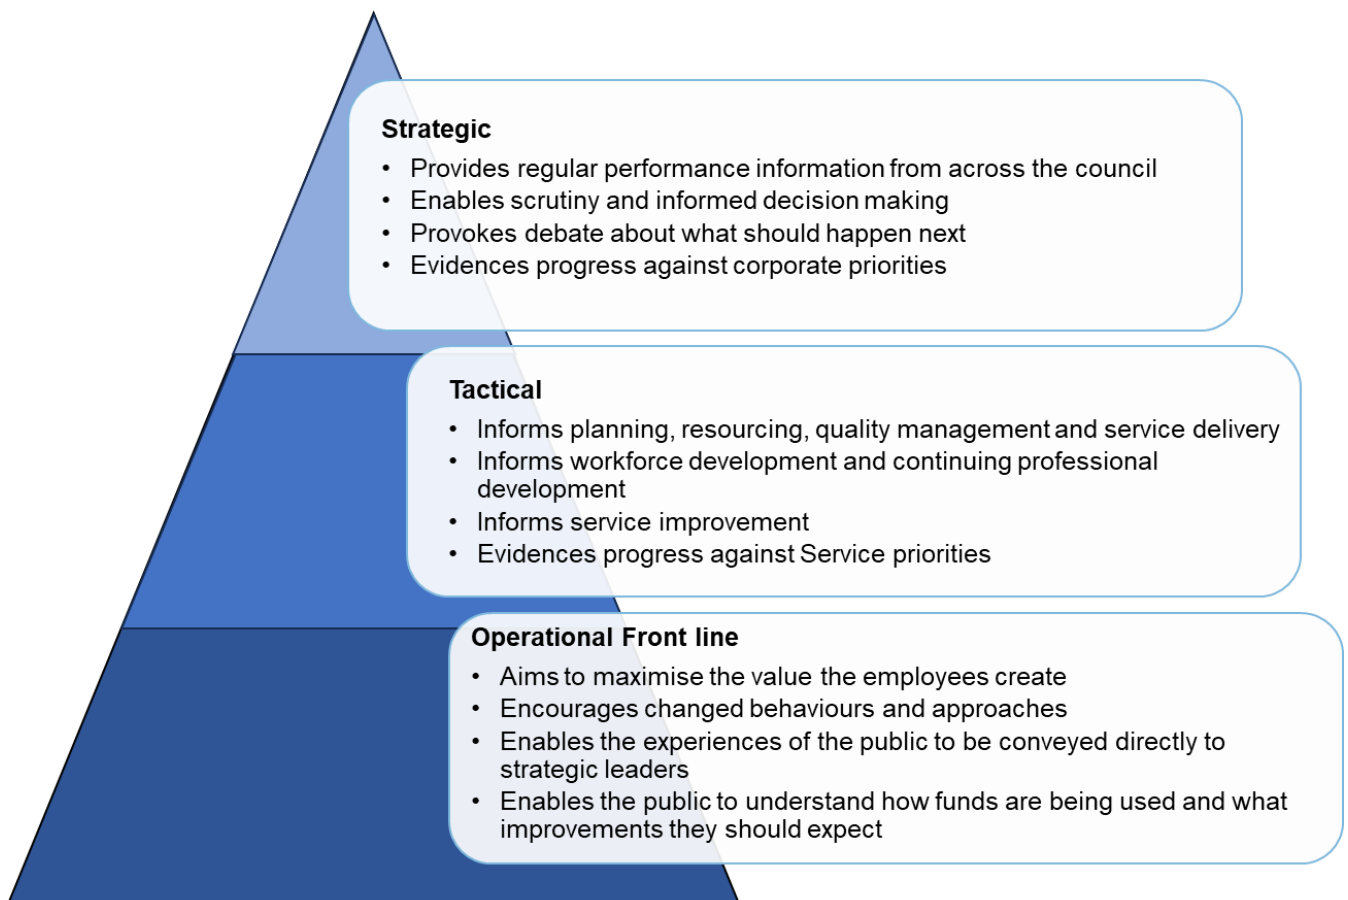 Strategic
• Provides regular performance information from across the council
• Enables scrutiny and informed decision making
• Provokes debate about what should happen next
• Evidences progress against corporate priorities
Tactical
• Informs planning, resourcing, quality management and service delivery
• Informs workforce development and continuing professional
development
• Informs service improvement
• Evidences progress against Service priorities
Operational Front line
• Aims to maximise the value the employees create
• Encourages changed behaviours and approaches
• Enables the experiences of the public to be conveyed directly to
strategic leaders
• Enables the public to understand how funds are being used and what
improvements they should expect